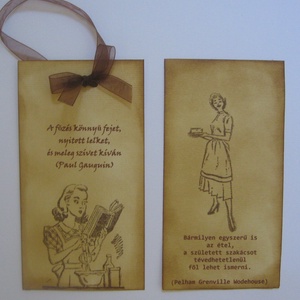 A főzés könnyű fejet,
nyitott lelket,
és meleg szívet kíván
(Paul Gauguin)
Bármilyen egyszerű is
az étel,
a született szakácsot
tévedhetetlenül
föl lehet ismerni.
(Pelham Grenville Wodehouse)